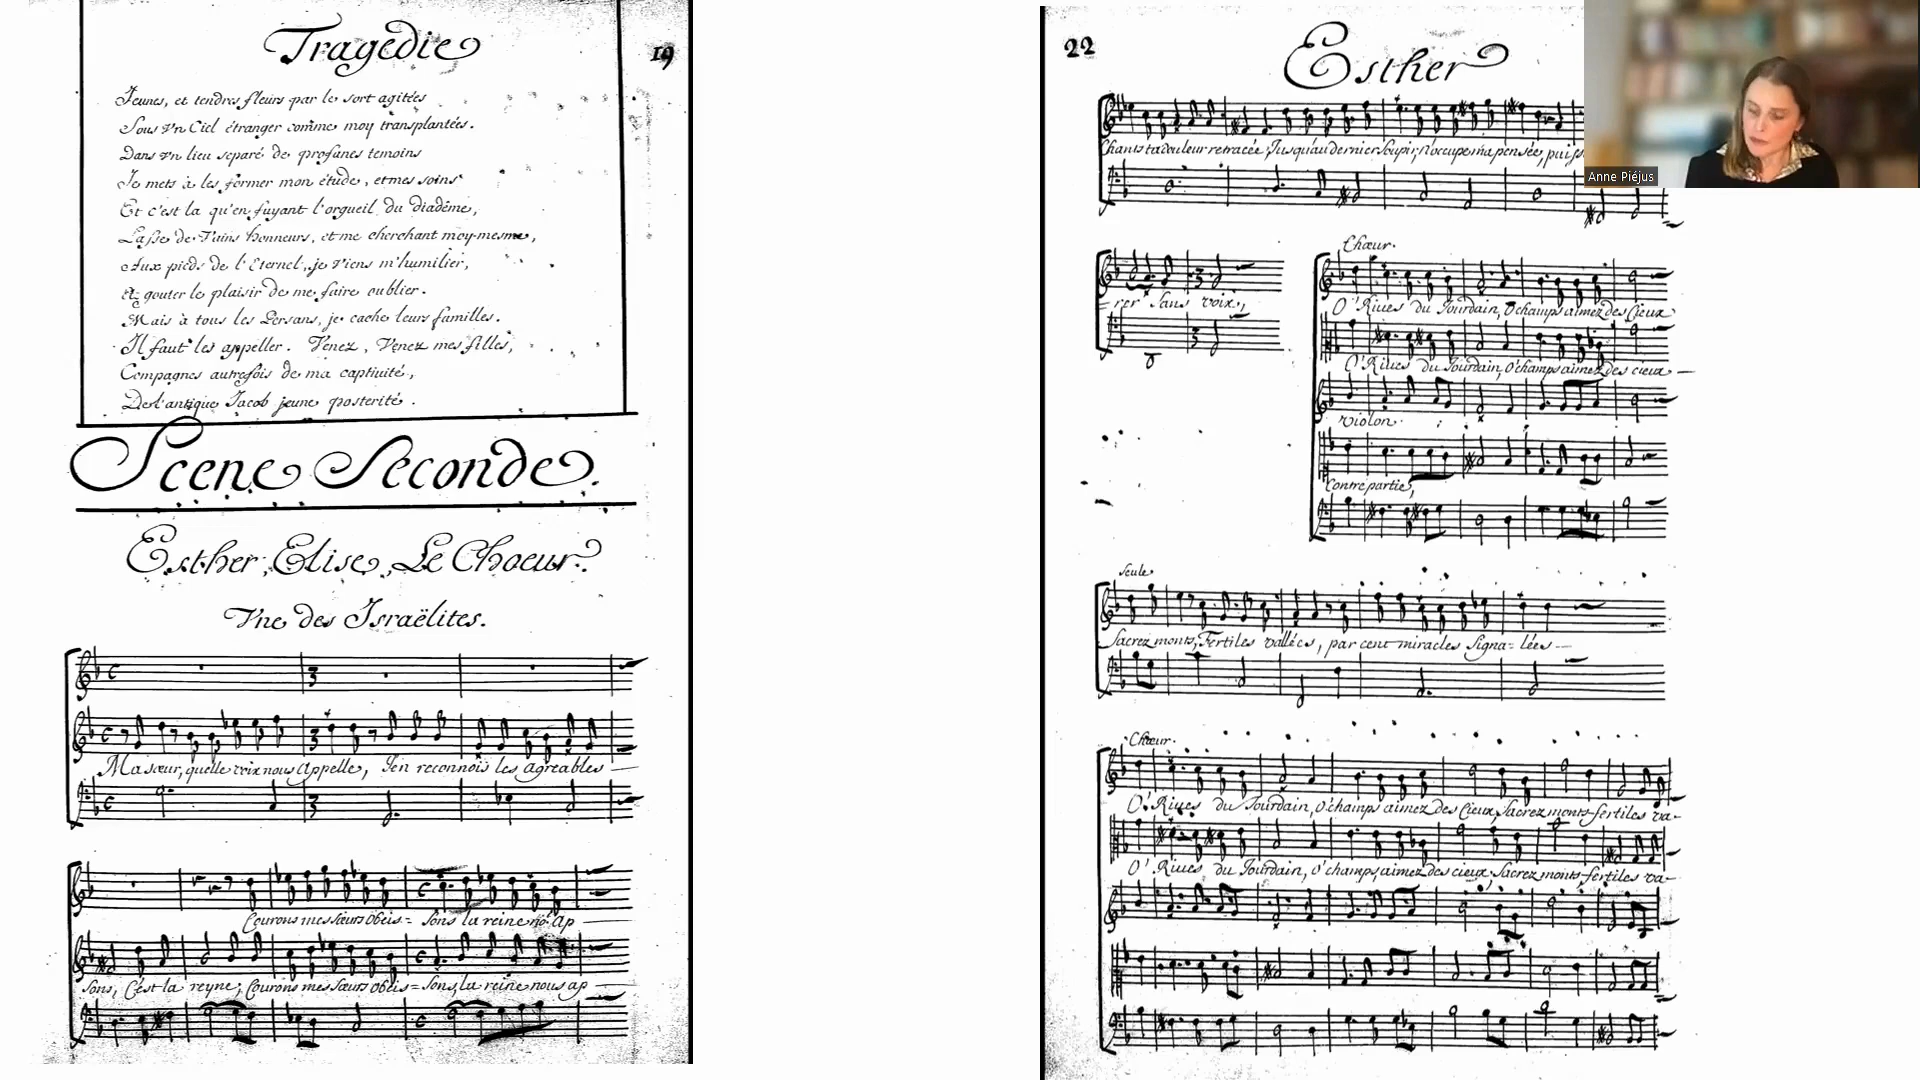 Tragedie
19
Jeunes, et tendres fleurs par le sort agitées
Sous vn Ciel étranger comme moy transplantées.
Dans vn lieu separé de profanes temoins
Je mets à les former mon étude, et mes soins
Et c'est la qu'en fuyant l'orgueil du diadême,
Lasse de vains honneurs, et me cherchant moy-mesme,
Aux pieds de l'Eternel, je viens m'humilier,
Et gouter le plaisir de me faire oublier.
Mais à tous les Persans, je cache leurs familles.
Il faut les appeller. Venez, Venez mes filles,
Compagnes autrefois de ma captivité,
De l'antique Jacob jeune posterité.
Scene Seconde.
Esther, Elise, Le Choeur.
Vne des Israëlites.
Ma sœur, quelle voix nous appelle, J'en reconnois les agreables
Courons mes sœurs obeis = sons la reine no.⁹ ap
sons, C'est la reyne, Courons mes sœurs obeis = sons, la reine nous ap
22
Esther
Chants ta douleur retracée, Jusqu'au dernier soupir, n'occupe ma pensée,
Anne Piéjus
rer sans voix,
Chœur.
O' Riues du Jourdain, O champs aimez des Cieux
O' Riues du Jourdain, O champs aimez des cieux
violon.
Contre partie,
Seule
Sacrez monts, Fertiles vallées, par cent miracles signa = lées
Chœur.
O' Riues du Jourdain, O champs aimez des Cieux, Sacrez monts fertiles va-
O' Riues du Jourdain, O' champs aimez des cieux Sacrez monts fertiles va-